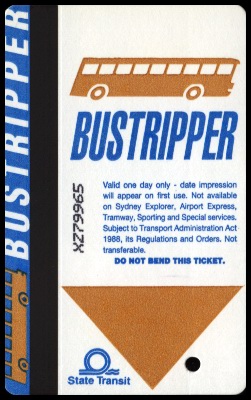 BUSTRIPPER
BUSTRIPPER
XZ79965
Valid one day only - date impression
will appear on first use. Not available
on Sydney Explorer, Airport Express,
Tramway, Sporting and Special services.
Subject to Transport Administration Act
1988, its Regulations and Orders. Not
transferable.
DO NOT BEND THIS TICKET.
State Transit